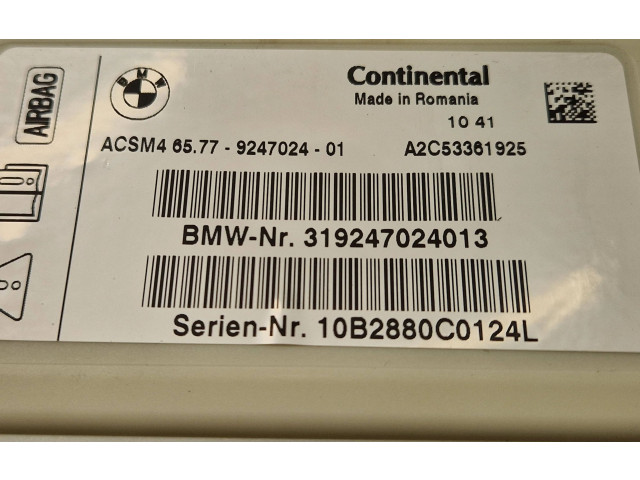 AIRBAG
BMW
Continental
Made in Romania
10 41
ACSM4 65.77 - 9247024 - 01 A2C53361925
BMW-Nr. 319247024013
Serien-Nr. 10B2880C0124L